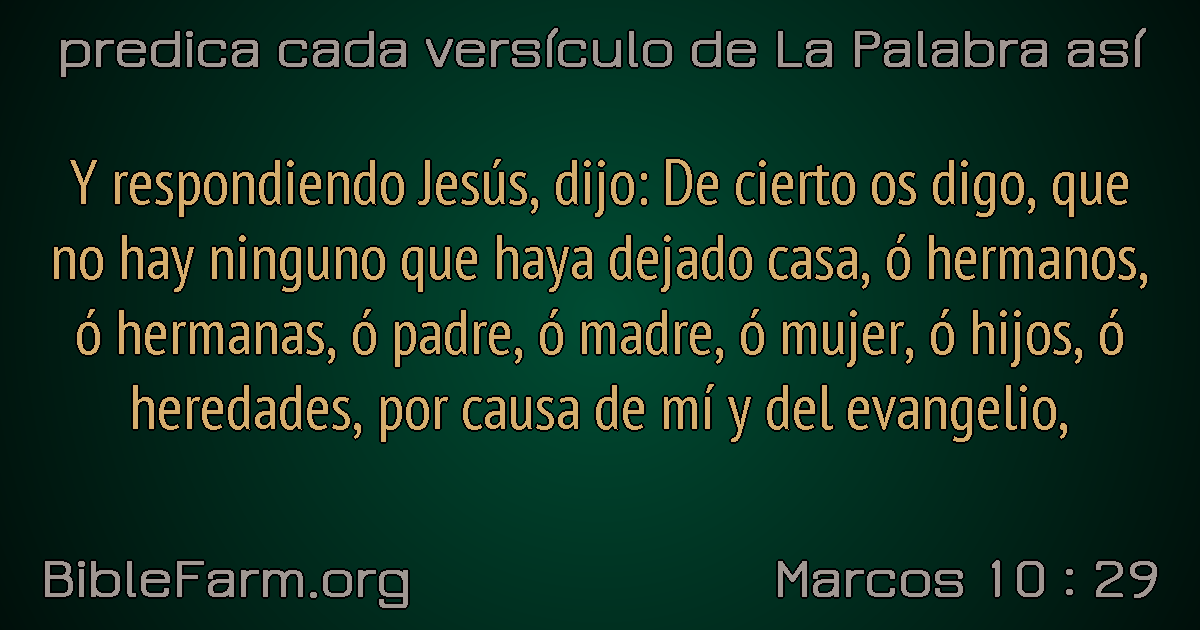 predica cada versículo de La Palabra así
Y respondiendo Jesús, dijo: De cierto os digo, que
no hay ninguno que haya dejado casa, ó hermanos,
ó hermanas, ó padre, ó madre, ó mujer, ó hijos, ó
heredades, por causa de mí y del evangelio,
BibleFarm.org
Marcos 10 : 29